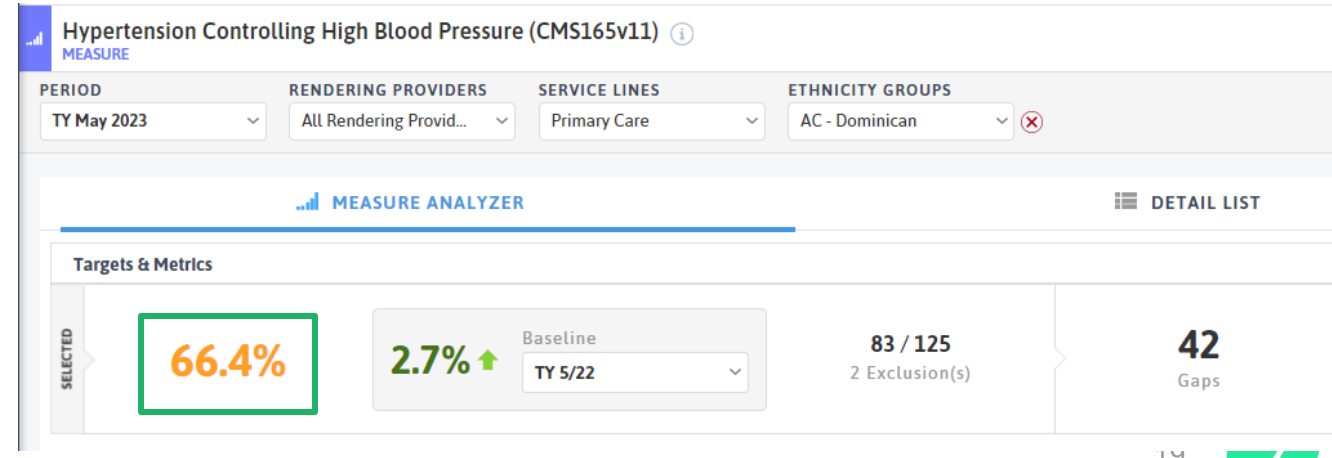 Hypertension Controlling High Blood Pressure (CMS165v11)
MEASURE
PERIOD RENDERING PROVIDERS SERVICE LINES ETHNICITY GROUPS
TY May 2023 All Rendering Provid... Primary Care AC - Dominican
MEASURE ANALYZER DETAIL LIST
Targets & Metrics
SELECTED
66.4% 2.7% Baseline TY 5/22
83 / 125
2 Exclusion(s)
42
Gaps